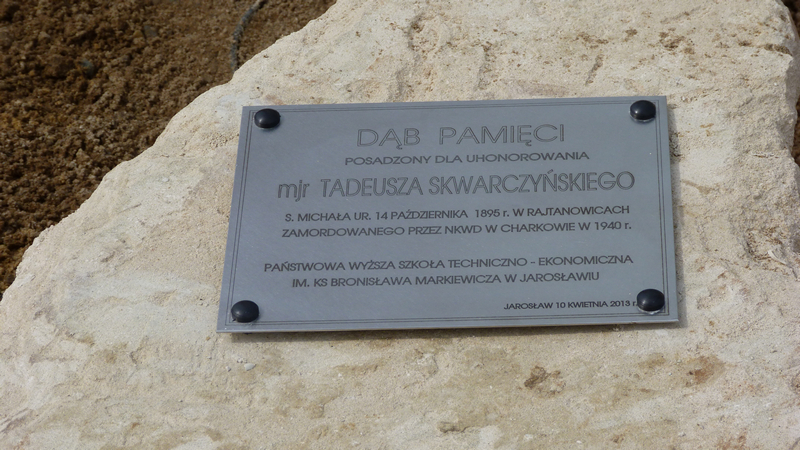 DĄB PAMIĘCI
POSADZONY DLA UHONOROWANIA
mjr TADEUSZA SKWARCZYŃSKIEGO
S. MICHAŁA UR. 14 PAŹDZIERNIKA 1895 r. W RAJTANOWICACH
ZAMORDOWANEGO PRZEZ NKWD W CHARKOWIE W 1940 r.
PAŃSTWOWA WYŻSZA SZKOŁA TECHNICZNO - EKONOMICZNA
IM. KS BRONISŁAWA MARKIEWICZA W JAROSŁAWIU
JAROSŁAW 10 KWIETNIA 2013 r.